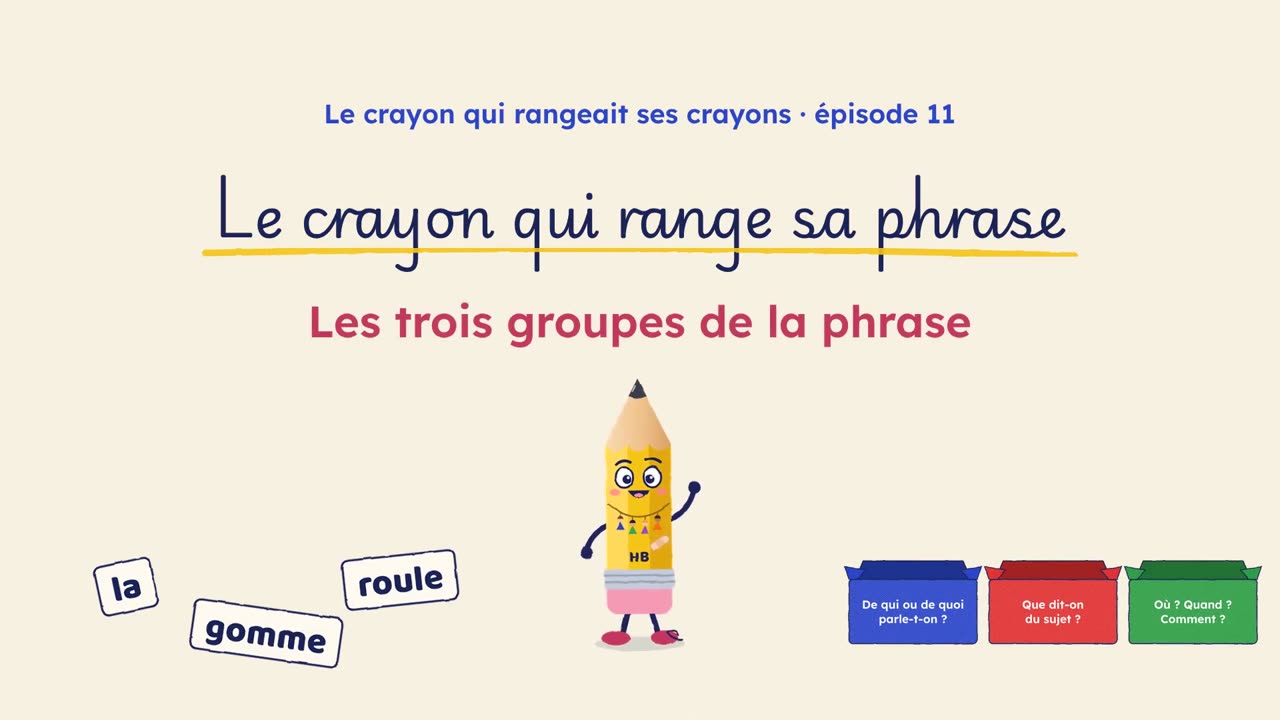 Le crayon qui rangeait ses crayons · épisode 11
Le crayon qui range sa phrase
Les trois groupes de la phrase
HB
la
gomme
roule
De qui ou de quoi
parle-t-on ?
Que dit-on
du sujet ?
Où ? Quand ?
Comment ?